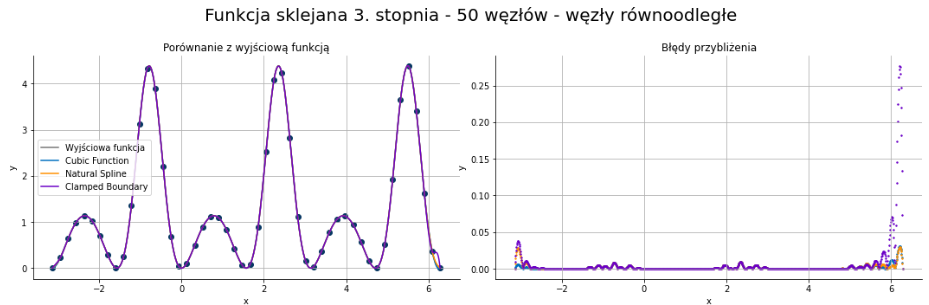 Funkcja sklejana 3. stopnia - 50 węzłów - węzły równoodległe
Porównanie z wyjściową funkcją
y
4
3
2
1
0
Wyjściowa funkcja
Cubic Function
Natural Spline
Clamped Boundary
−2
0
2
4
6
x
Błędy przybliżenia
y
0.25
0.20
0.15
0.10
0.05
0.00
−2
0
2
4
6
x